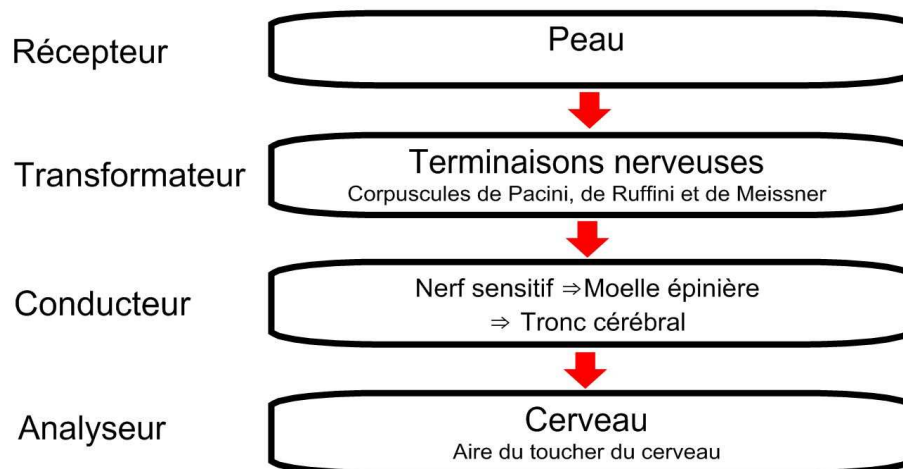 Récepteur
Peau
Transformateur
Terminaisons nerveuses
Corpuscules de Pacini, de Ruffini et de Meissner
Conducteur
Nerf sensitif ⇒Moelle épinière
⇒ Tronc cérébral
Analyseur
Cerveau
Aire du toucher du cerveau